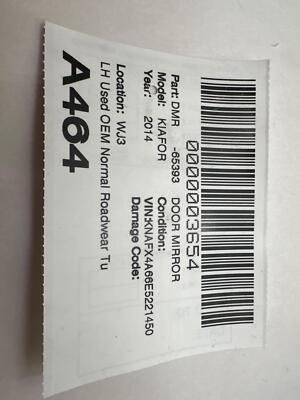 0000003654
Part: DMR -65393 DOOR MIRROR
Model: KIAFOR Condition:
Year: 2014 VIN:KNAFX4A66E5221450
Damage Code:
Location: WJ3
LH Used OEM Normal Roadwear Tu
A464